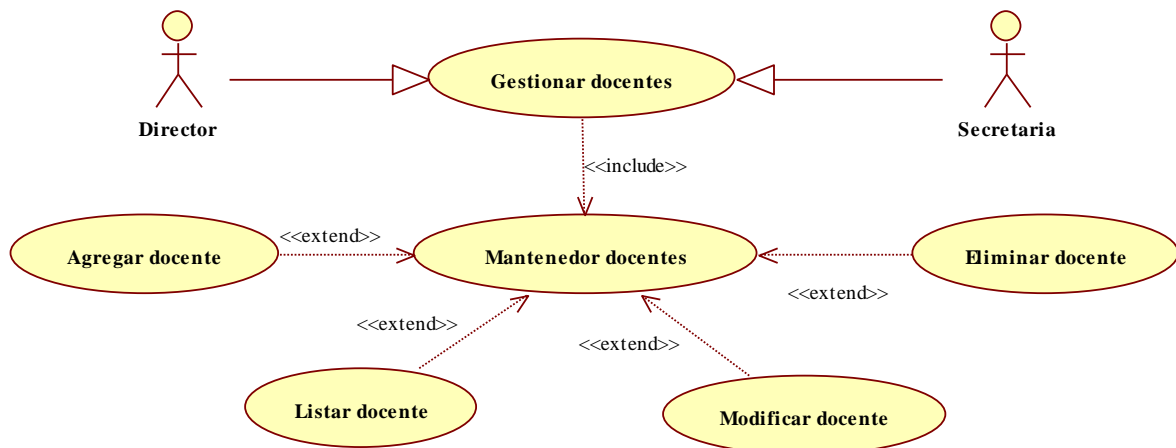 Gestionar docentes
Director
Secretaria
<<include>>
Agregar docente
<<extend>>
Mantenedor docentes
Eliminar docente
<<extend>>
<<extend>>
<<extend>>
Listar docente
Modificar docente